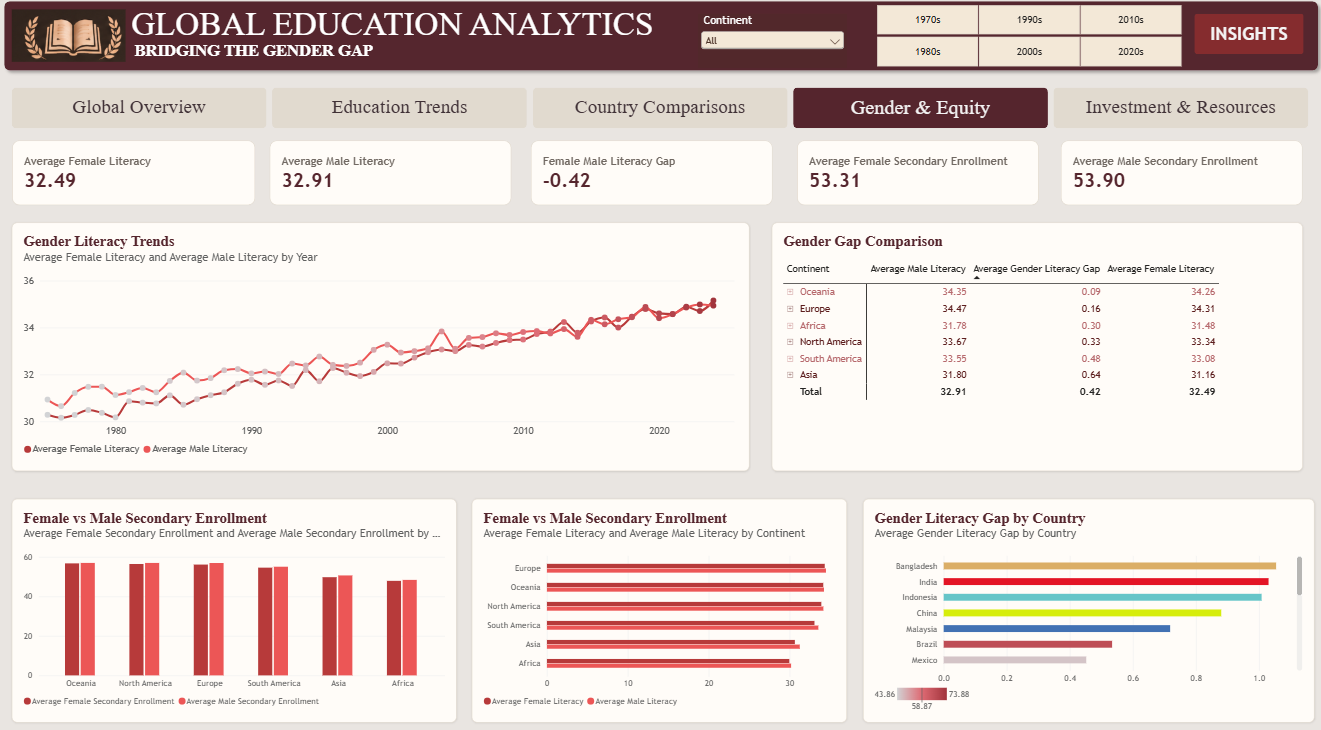 GLOBAL EDUCATION ANALYTICS
BRIDGING THE GENDER GAP
Continent
All
1970s 1990s 2010s
1980s 2000s 2020s
INSIGHTS
Global Overview Education Trends Country Comparisons Gender & Equity Investment & Resources
Average Female Literacy
32.49
Average Male Literacy
32.91
Female Male Literacy Gap
-0.42
Average Female Secondary Enrollment
53.31
Average Male Secondary Enrollment
53.90
Gender Literacy Trends
Average Female Literacy and Average Male Literacy by Year
36
34
32
30
1980 1990 2000 2010 2020
Average Female Literacy Average Male Literacy
Gender Gap Comparison
Continent Average Male Literacy Average Gender Literacy Gap Average Female Literacy
Oceania 34.35 0.09 34.26
Europe 34.47 0.16 34.31
Africa 31.78 0.30 31.48
North America 33.67 0.33 33.34
South America 33.55 0.48 33.08
Asia 31.80 0.64 31.16
Total 32.91 0.42 32.49
Female vs Male Secondary Enrollment
Average Female Secondary Enrollment and Average Male Secondary Enrollment by ...
60
40
20
0
Oceania North America Europe South America Asia Africa
Average Female Secondary Enrollment Average Male Secondary Enrollment
Female vs Male Secondary Enrollment
Average Female Literacy and Average Male Literacy by Continent
Europe
Oceania
North America
South America
Asia
Africa
0 10 20 30
Average Female Literacy Average Male Literacy
Gender Literacy Gap by Country
Average Gender Literacy Gap by Country
Bangladesh
India
Indonesia
China
Malaysia
Brazil
Mexico
0.0 0.2 0.4 0.6 0.8 1.0
43.86 73.88
58.87